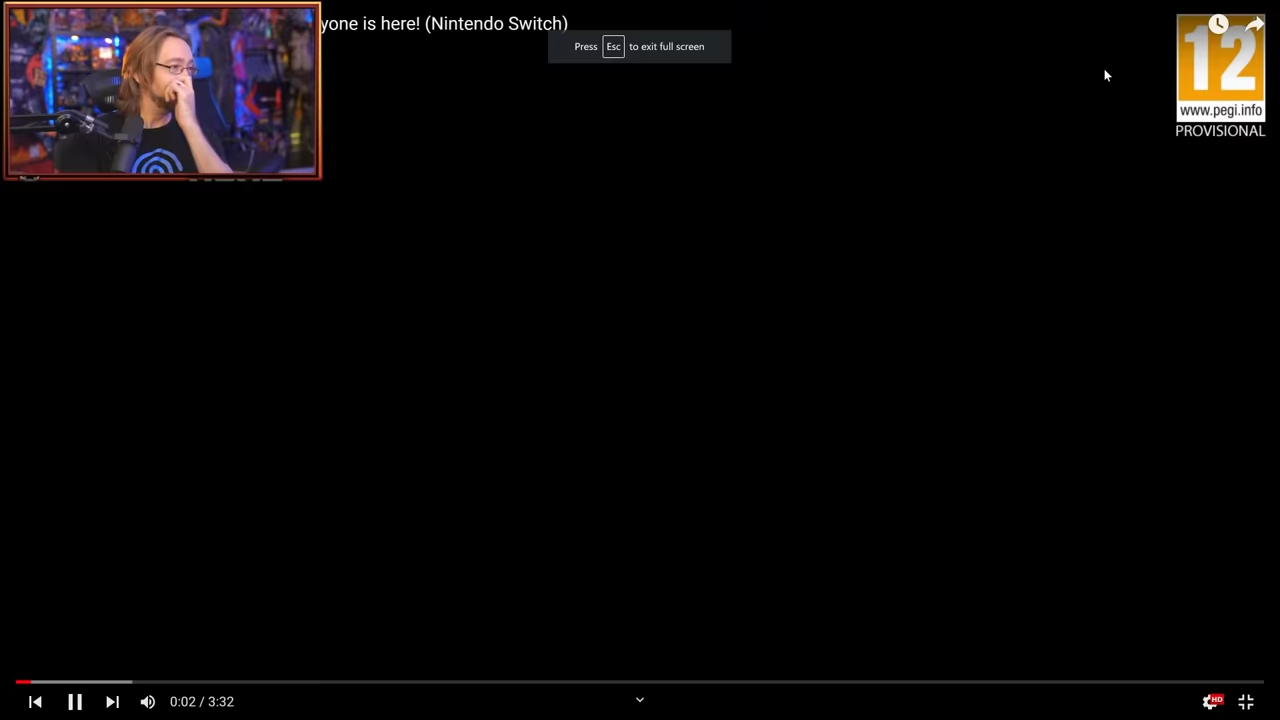 yone is here! (Nintendo Switch)
Press Esc to exit full screen
12
www.pegi.info
PROVISIONAL
0:02 / 3:32
HD